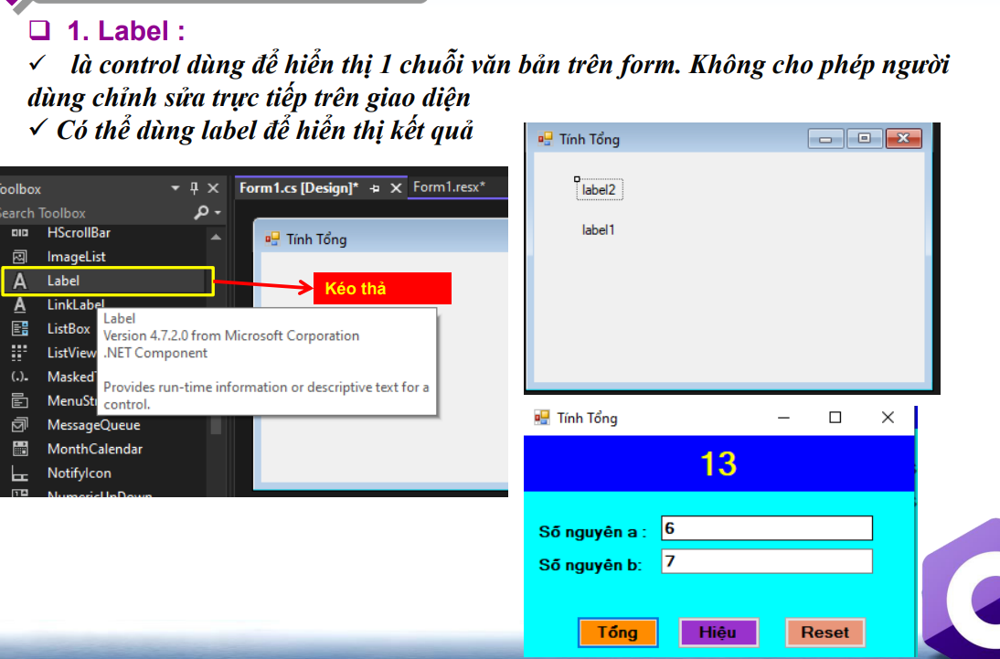 1. Label :
là control dùng để hiển thị 1 chuỗi văn bản trên form. Không cho phép người
dùng chỉnh sửa trực tiếp trên giao diện
Có thể dùng label để hiển thị kết quả
oolbox
Search Toolbox
HScrollBar
ImageList
Label
LinkLabel
ListBox
ListView
MaskedT
MenuStr
MessageQueue
MonthCalendar
NotifyIcon
NumericUpDown
Form1.cs [Design]*
Form1.resx*
Tính Tổng
Kéo thả
Label
Version 4.7.2.0 from Microsoft Corporation
.NET Component
Provides run-time information or descriptive text for a
control.
Tính Tổng
label2
label1
Tính Tổng
13
Số nguyên a : 6
Số nguyên b: 7
Tổng Hiệu Reset